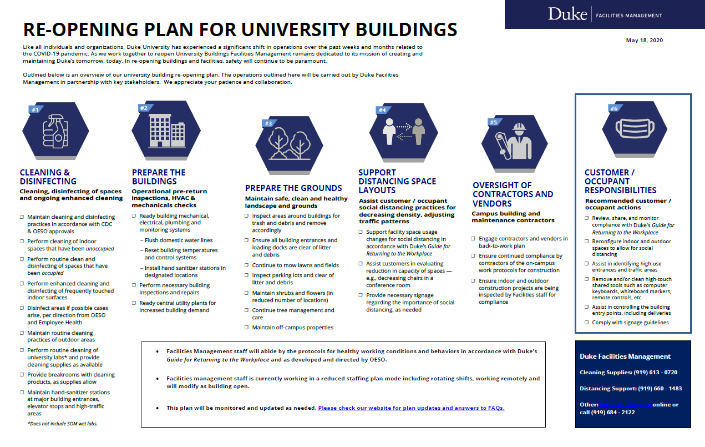 Duke | FACILITIES MANAGEMENT
RE-OPENING PLAN FOR UNIVERSITY BUILDINGS
May 18, 2020
Like all individuals and organizations, Duke University has experienced a significant shift in operations over the past weeks and months related to
the COVID-19 pandemic. As we work together to reopen University Buildings Facilities Management remains dedicated to its mission of creating and
maintaining Duke's tomorrow, today. In re-opening buildings and facilities, safety will continue to be paramount.
Outlined below is an overview of our university building re-opening plan. The operations outlined here will be carried out by Duke Facilities
Management in partnership with key stakeholders. We appreciate your patience and collaboration.
#1
CLEANING &
DISINFECTING
Cleaning, disinfecting of spaces
and ongoing enhanced cleaning
Maintain cleaning and disinfecting
practices in accordance with CDC
& OESO approvals
Perform cleaning of indoor
spaces that have been unoccupied
Perform routine clean and
disinfecting of spaces that have
been occupied
Perform enhanced cleaning and
disinfecting of frequently touched
indoor surfaces
Disinfect areas if possible cases
arise, per direction from OESO
and Employee Health
Maintain routine cleaning
practices of outdoor areas
Perform routine cleaning of
university labs* and provide
cleaning supplies as available
Provide breakrooms with cleaning
products, as supplies allow
Maintain hand-sanitizer stations
at major building entrances,
elevator stops and high-traffic
areas
*Does not include SOM wet labs.
#2
PREPARE THE
BUILDINGS
Operational pre-return
inspections, HVAC &
mechanicals checks
Ready building mechanical,
electrical, plumbing and
monitoring systems
– Flush domestic water lines
– Reset building temperatures
and control systems
– Install hand sanitizer stations in
designated locations
Perform necessary building
inspections and repairs
Ready central utility plants for
increased building demand
#3
PREPARE THE GROUNDS
Maintain safe, clean and healthy
landscape and grounds
Inspect areas around buildings for
trash and debris and remove
accordingly
Ensure all building entrances and
loading docks are clear of litter
and debris
Continue to mow lawns and fields
Inspect parking lots and clear of
litter and debris
Maintain shrubs and flowers (in
reduced number of locations)
Continue tree management and
care
Maintain off-campus properties
#4
SUPPORT
DISTANCING SPACE
LAYOUTS
Assist customer / occupant
social distancing practices for
decreasing density, adjusting
traffic patterns
Support facility space usage
changes for social distancing in
accordance with Duke's Guide for
Returning to the Workplace
Assist customers in evaluating
reduction in capacity of spaces —
e.g., decreasing chairs in a
conference room
Provide necessary signage
regarding the importance of social
distancing, as needed
#5
OVERSIGHT OF
CONTRACTORS AND
VENDORS
Campus building and
maintenance contractors
Engage contractors and vendors in
back-to-work plan
Ensure continued compliance by
contractors of the on-campus
work protocols for construction
Ensure indoor and outdoor
construction projects are being
inspected by Facilities staff for
compliance
#6
CUSTOMER /
OCCUPANT
RESPONSIBILITIES
Recommended customer /
occupant actions
Review, share, and monitor
compliance with Duke's Guide for
Returning to the Workplace
Reconfigure indoor and outdoor
spaces to allow for social
distancing
Assist in identifying high use
entrances and traffic areas
Remove and/or clean high-touch
shared tools such as computer
keyboards, whiteboard markers,
remote controls, etc
Assist in controlling the building
entry points, including deliveries
Comply with signage guidelines
• Facilities Management staff will abide by the protocols for healthy working conditions and behaviors in accordance with Duke's
Guide for Returning to the Workplace and as developed and directed by OESO.
• Facilities management staff is currently working in a reduced staffing plan mode including rotating shifts, working remotely and
will modify as building open.
• This plan will be monitored and updated as needed. Please check our website for plan updates and answers to FAQs.
Duke Facilities Management
Cleaning Supplies: (919) 613 - 0720
Distancing Support: (919) 660 - 1483
Other: online or
call (919) 684 - 2122